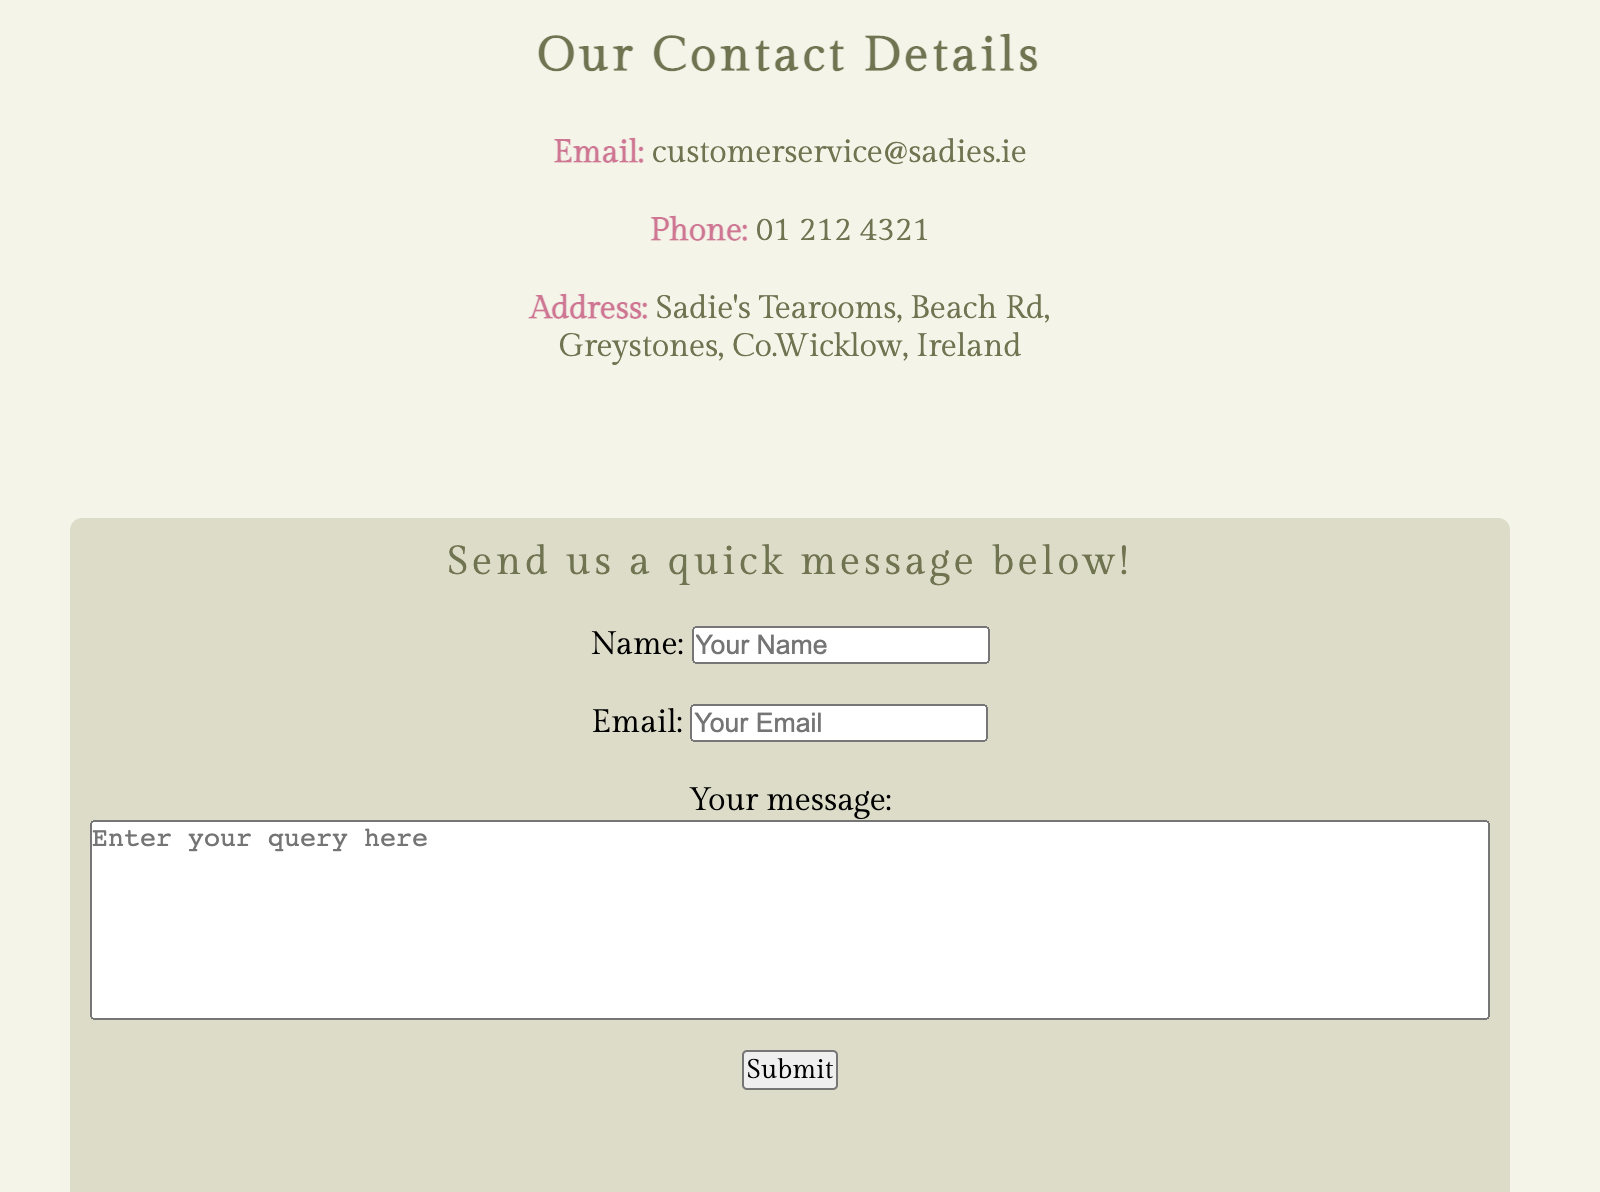 Our Contact Details
Email: customerservice@sadies.ie
Phone: 01 212 4321
Address: Sadie's Tearooms, Beach Rd,
Greystones, Co.Wicklow, Ireland
Send us a quick message below!
Name: Your Name
Email: Your Email
Your message:
Enter your query here
Submit